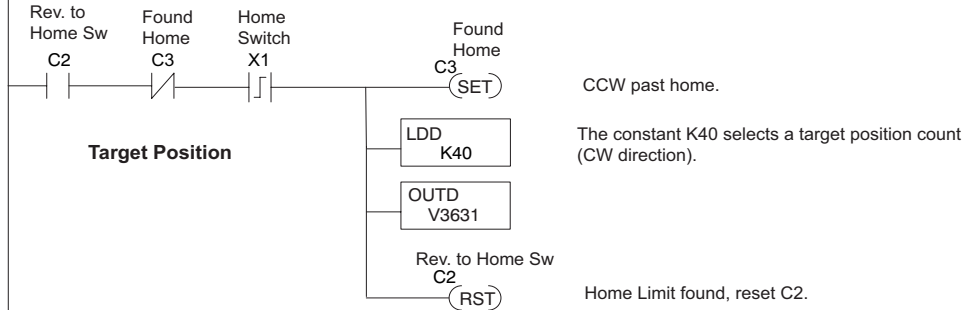 Rev. to
Home Sw
C2
Found
Home
C3
Home
Switch
X1
Found
Home
C3
SET
CCW past home.
Target Position
LDD
K40
The constant K40 selects a target position count
(CW direction).
OUTD
V3631
Rev. to Home Sw
C2
RST
Home Limit found, reset C2.